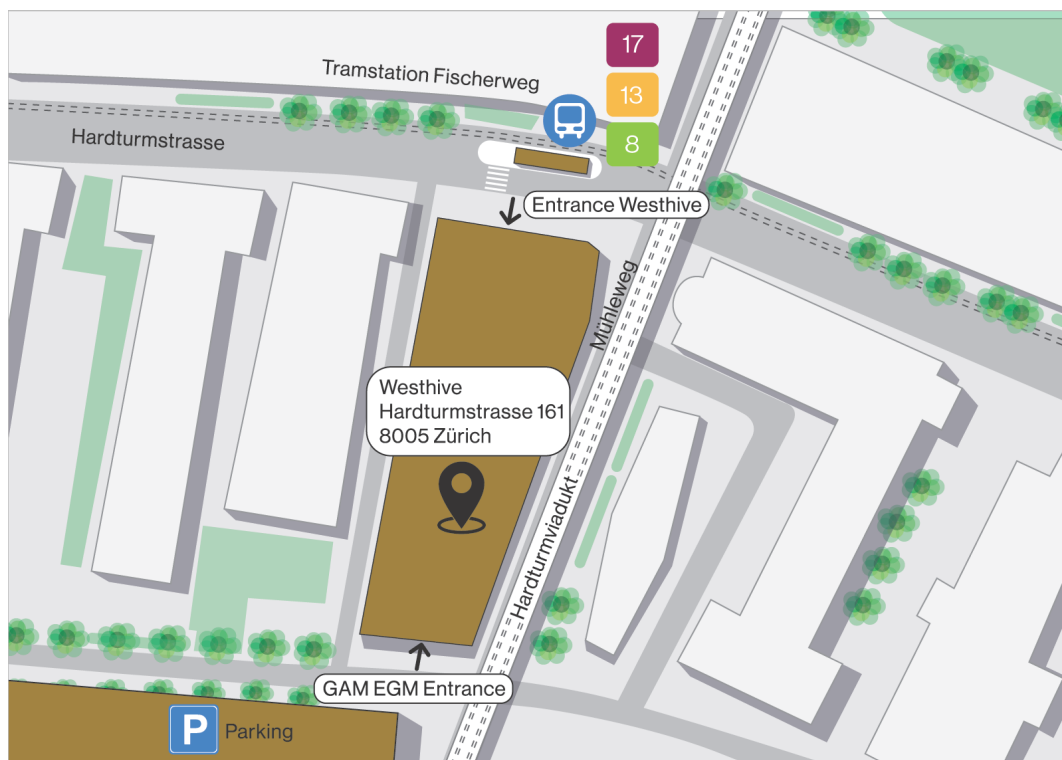 17
Tramstation Fischerweg
13
Hardturmstrasse
8
Entrance Westhive
Mühleweg
Westhive
Hardturmstrasse 161
8005 Zürich
Hardturmviadukt
GAM EGM Entrance
P Parking